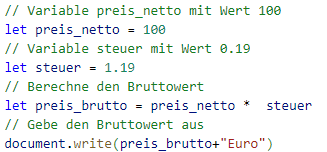 // Variable preis_netto mit Wert 100
let preis_netto = 100
// Variable steuer mit Wert 0.19
let steuer = 1.19
// Berechne den Bruttowert
let preis_brutto = preis_netto *  steuer
// Gebe den Bruttowert aus
document.write(preis_brutto+"Euro")